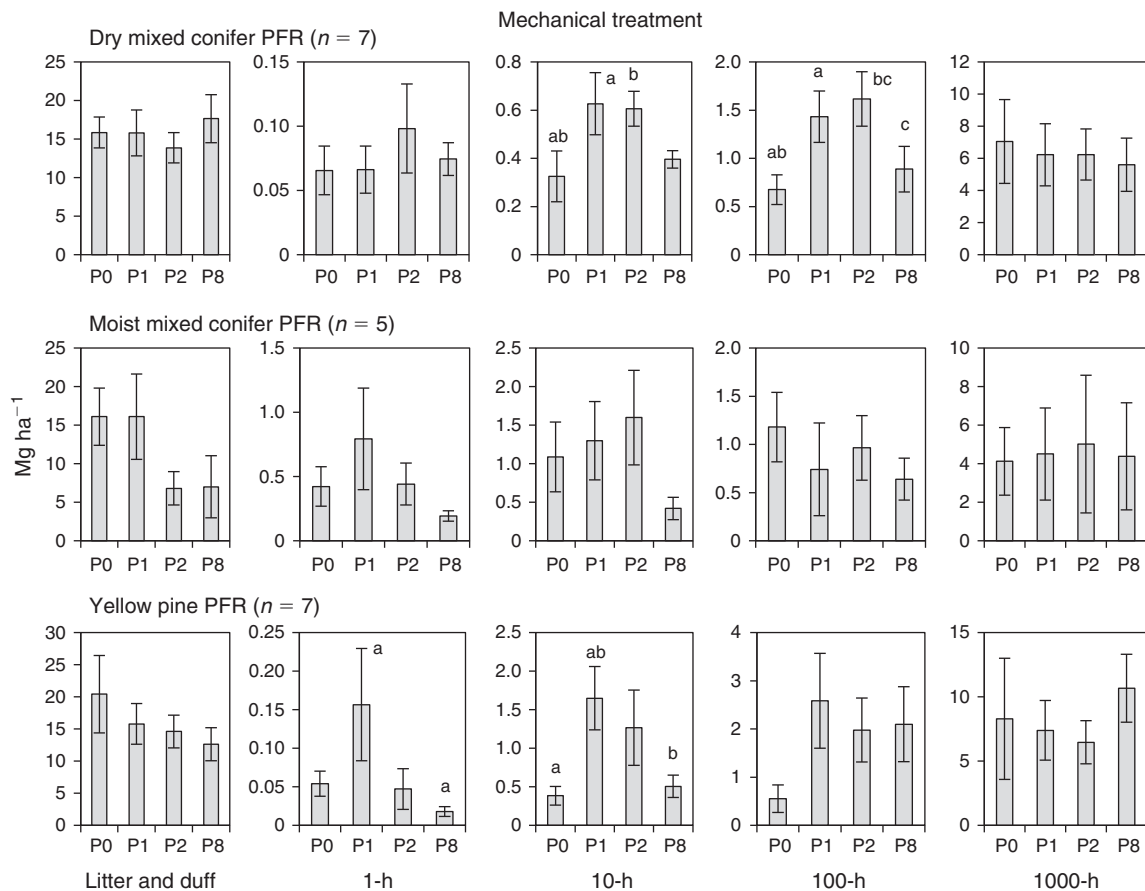 Mechanical treatment
Dry mixed conifer PFR (n = 7)
25
20
15
10
5
0
P0 P1 P2 P8
0.15
0.10
0.05
0
P0 P1 P2 P8
0.8
0.6
0.4
0.2
0
ab
a
b
P0 P1 P2 P8
2.0
1.5
1.0
0.5
0
ab
a
bc
c
P0 P1 P2 P8
12
10
8
6
4
2
0
P0 P1 P2 P8
Moist mixed conifer PFR (n = 5)
Mg ha−1
25
20
15
10
5
0
P0 P1 P2 P8
1.5
1.0
0.5
0
P0 P1 P2 P8
2.5
2.0
1.5
1.0
0.5
0
P0 P1 P2 P8
2.0
1.5
1.0
0.5
0
P0 P1 P2 P8
10
8
6
4
2
0
P0 P1 P2 P8
Yellow pine PFR (n = 7)
30
25
20
15
10
5
0
P0 P1 P2 P8
Litter and duff
0.25
0.20
0.15
0.10
0.05
0
a
a
P0 P1 P2 P8
1-h
2.5
2.0
1.5
1.0
0.5
0
a
ab
b
P0 P1 P2 P8
10-h
4
3
2
1
0
P0 P1 P2 P8
100-h
15
10
5
0
P0 P1 P2 P8
1000-h